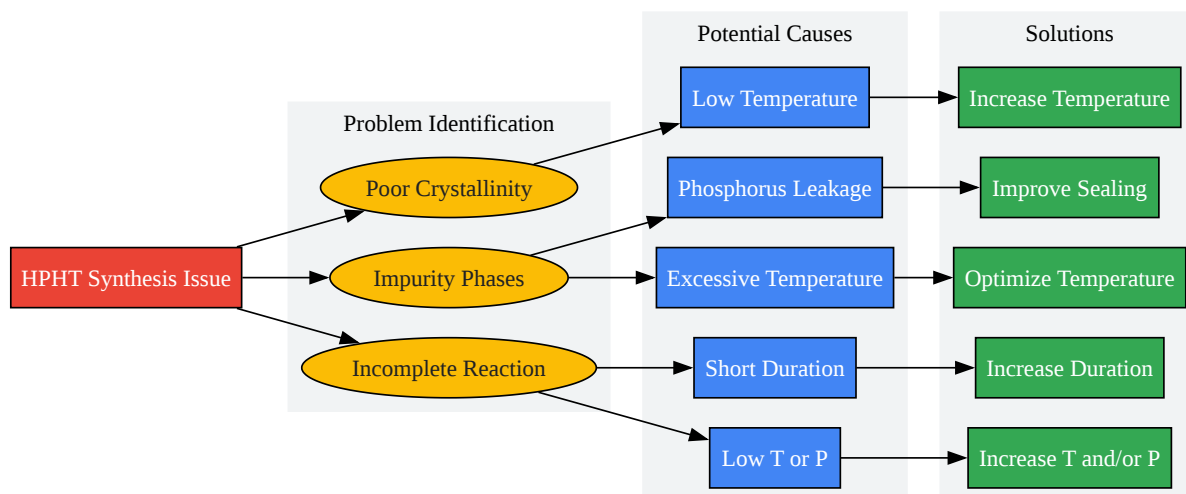 Potential Causes
Solutions
Problem Identification
Low Temperature
Increase Temperature
Poor Crystallinity
Phosphorus Leakage
Improve Sealing
HPHT Synthesis Issue
Impurity Phases
Excessive Temperature
Optimize Temperature
Incomplete Reaction
Short Duration
Increase Duration
Low T or P
Increase T and/or P